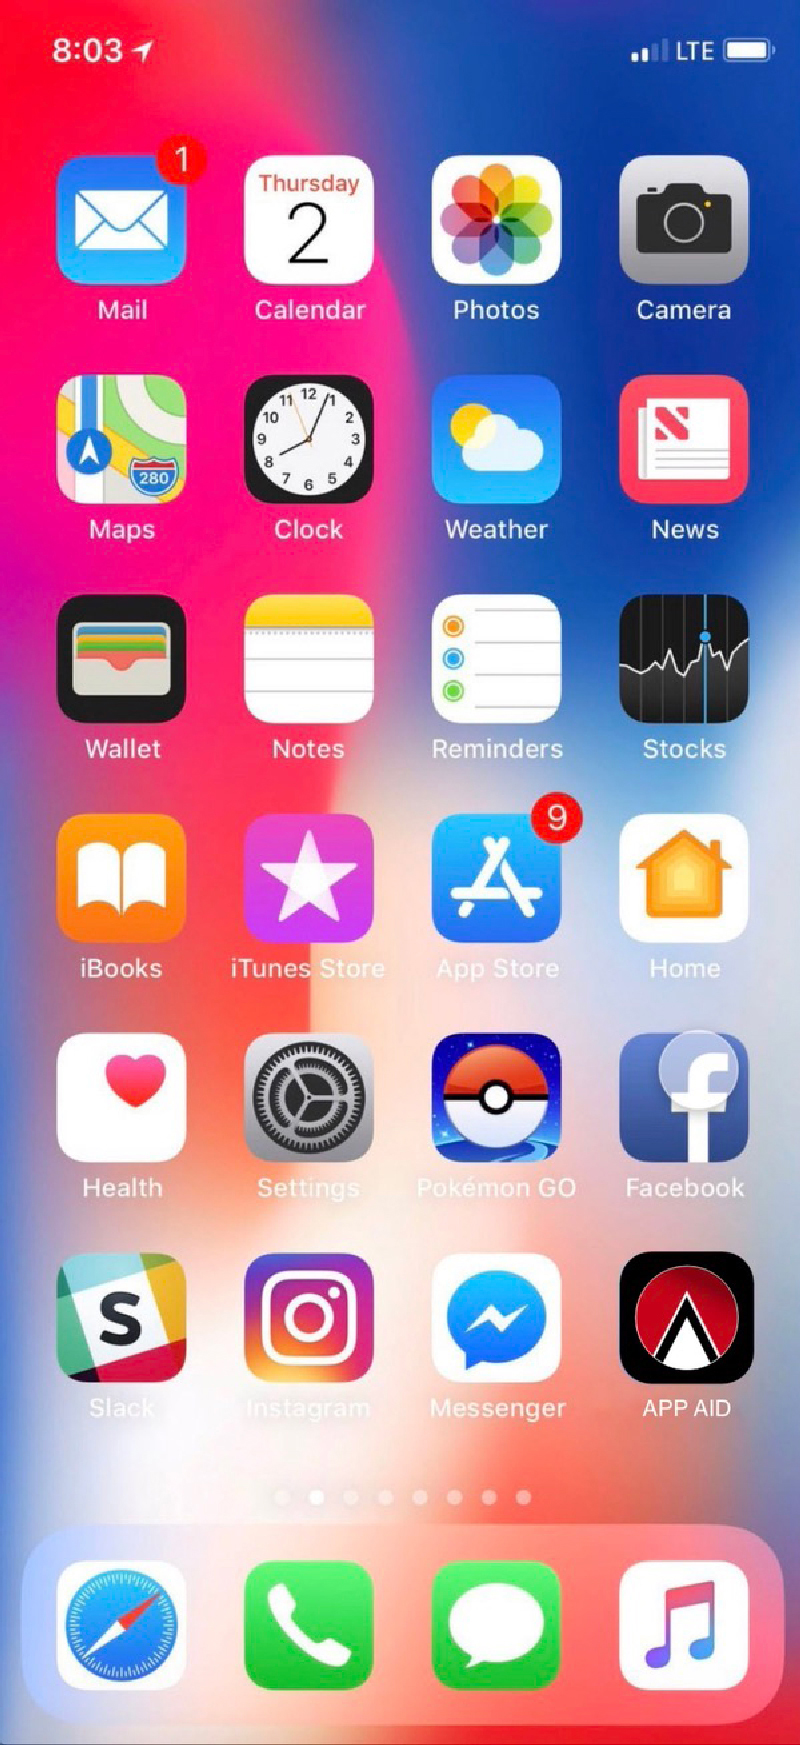 8:03 LTE
1
Thursday
2
Mail Calendar Photos Camera
12
11 1
10 2
9 3
8 4
7 5
6
280
Maps Clock Weather News
Wallet Notes Reminders Stocks
9
iBooks iTunes Store App Store Home
f
Health Settings Pokémon GO Facebook
S
Slack Instagram Messenger APP AID